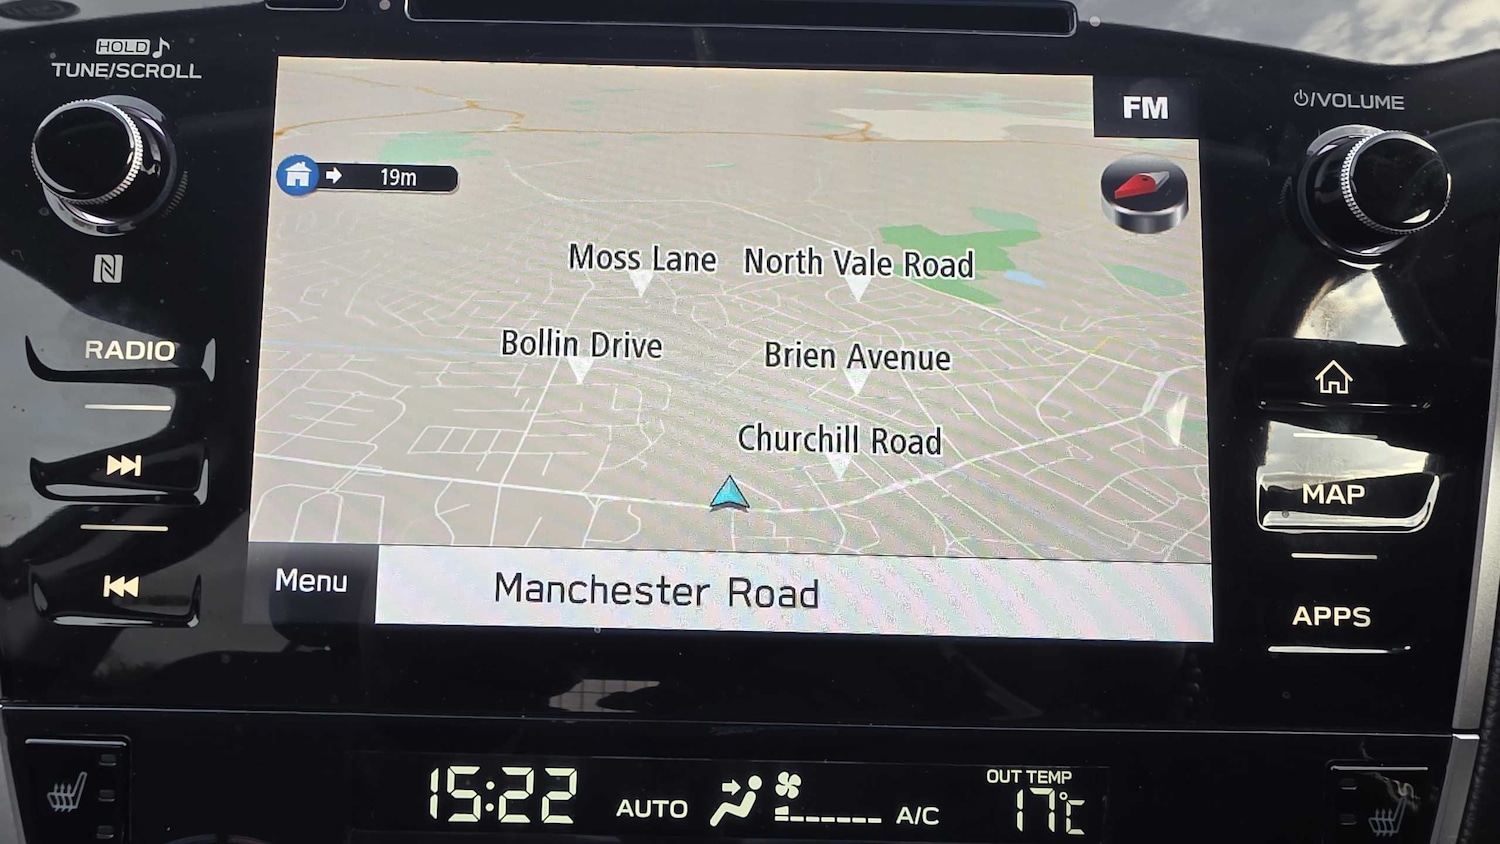 HOLD
TUNE/SCROLL
FM
/VOLUME
19m
Moss Lane
North Vale Road
N
RADIO
Bollin Drive
Brien Avenue
Churchill Road
MAP
Menu
Manchester Road
APPS
15:22
AUTO
A/C
OUT TEMP
17°C